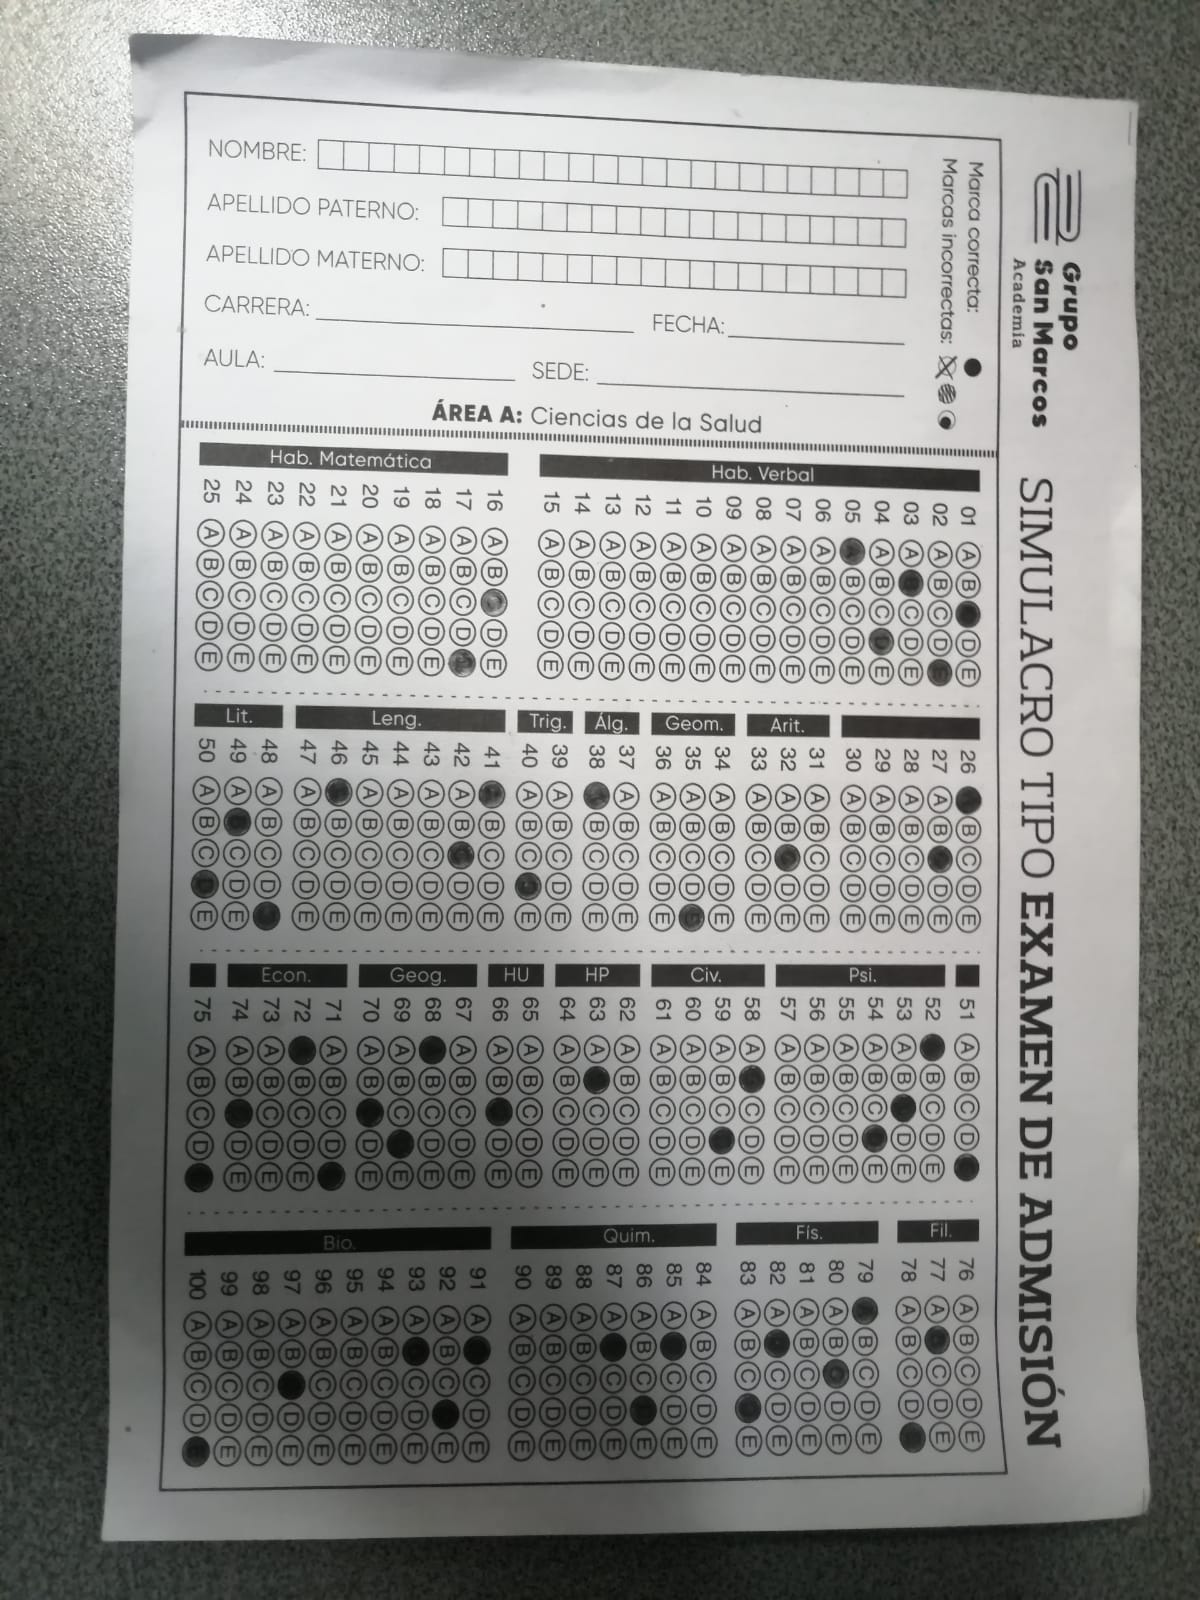 Grupo
San Marcos
Academia
SIMULACRO TIPO EXAMEN DE ADMISIÓN
Marca correcta:
Marcas incorrectas:
NOMBRE:
APELLIDO PATERNO:
APELLIDO MATERNO:
CARRERA: FECHA:
AULA: SEDE:
ÁREA A: Ciencias de la Salud
Hab. Verbal
01 A B D E
02 A B C D E
03 A C D E
04 A B C D E
05 A B C D E
06 A B C D E
07 A B C D E
08 A B C D E
09 A B C D E
10 A B C D E
11 A B C D E
12 A B C D E
13 A B C D E
14 A B C D E
15 A B C D E
Hab. Matemática
16 A B C D E
17 A B C D
18 A B C D E
19 A B C D E
20 A B C D E
21 A B C D E
22 A B C D E
23 A B C D E
24 A B C D E
25 A B C D E
26 B C D E
27 A B D E
28 A B C D E
29 A B C D E
30 A B C D E
Arit.
31 A B C D E
32 A B D E
33 A B C D E
Geom.
34 A B C D E
35 A B C D E
36 A B C D E
Álg.
37 A B C D E
38 B C D E
Trig.
39 A B C D E
40 A B C E
Leng.
41 B C D E
42 A B D E
43 A B C D E
44 A B C D E
45 A B C D E
46 B C D E
47 A B C D E
Lit.
48 A B C D
49 A C D E
50 A B C D E
51 A B C D
Psi.
52 B C D E
53 A B D E
54 A B C E
55 A B C D E
56 A B C D E
57 A B C D E
Civ.
58 A C D E
59 A B C E
60 A B C D E
61 A B C D E
HP
62 A B C D E
63 A C D E
64 A B C D E
HU
65 A B C D E
66 A B D E
Geog.
67 A B C D E
68 B C D E
69 A B C E
70 A B D E
Econ.
71 A B C D
72 B C D E
73 A B C D E
74 A B D E
75 A B C D
Fil.
76 A B C D E
77 A C D E
78 A B C D
Fís.
79 B C D E
80 A B D E
81 A B C D E
82 A C D E
83 A B C E
Quim.
84 A B C D E
85 A C D E
86 A B C E
87 A C D E
88 A B C D E
89 A B C D E
90 A B C D E
Bio.
91 A C D E
92 A B C E
93 A C D E
94 A B C D E
95 A B C D E
96 A B C D E
97 A B D E
98 A B C D E
99 A B C D E
100 A B C D